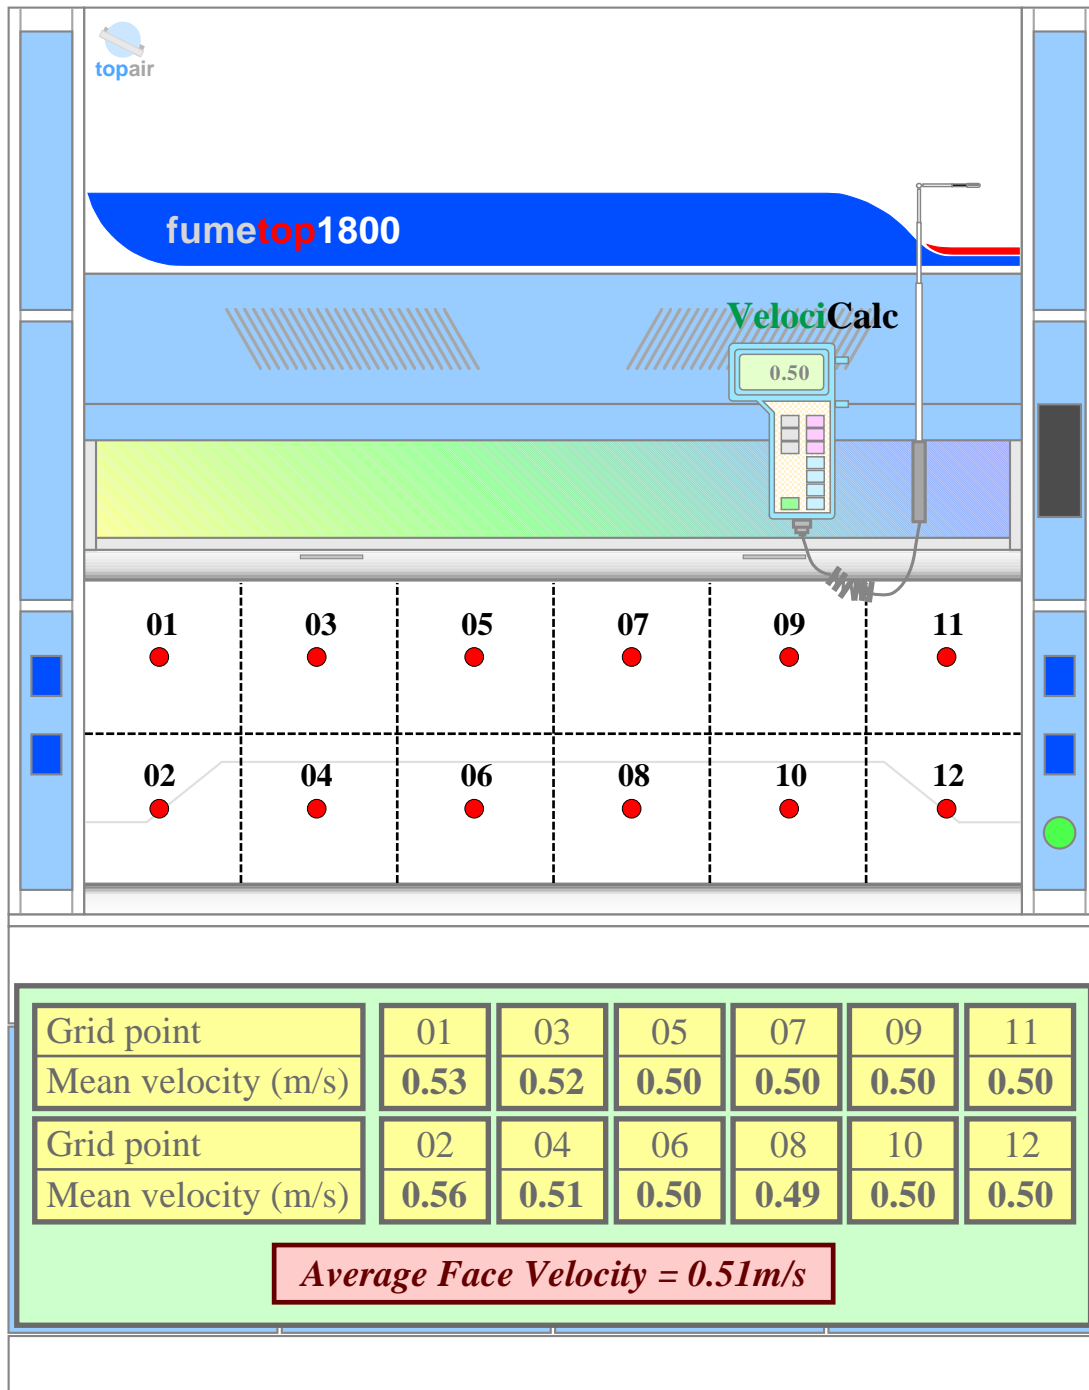 topair
fumetop1800
VelociCalc
0.50
01 03 05 07 09 11
02 04 06 08 10 12
Grid point 01 03 05 07 09 11
Mean velocity (m/s) 0.53 0.52 0.50 0.50 0.50 0.50
Grid point 02 04 06 08 10 12
Mean velocity (m/s) 0.56 0.51 0.50 0.49 0.50 0.50
Average Face Velocity = 0.51m/s